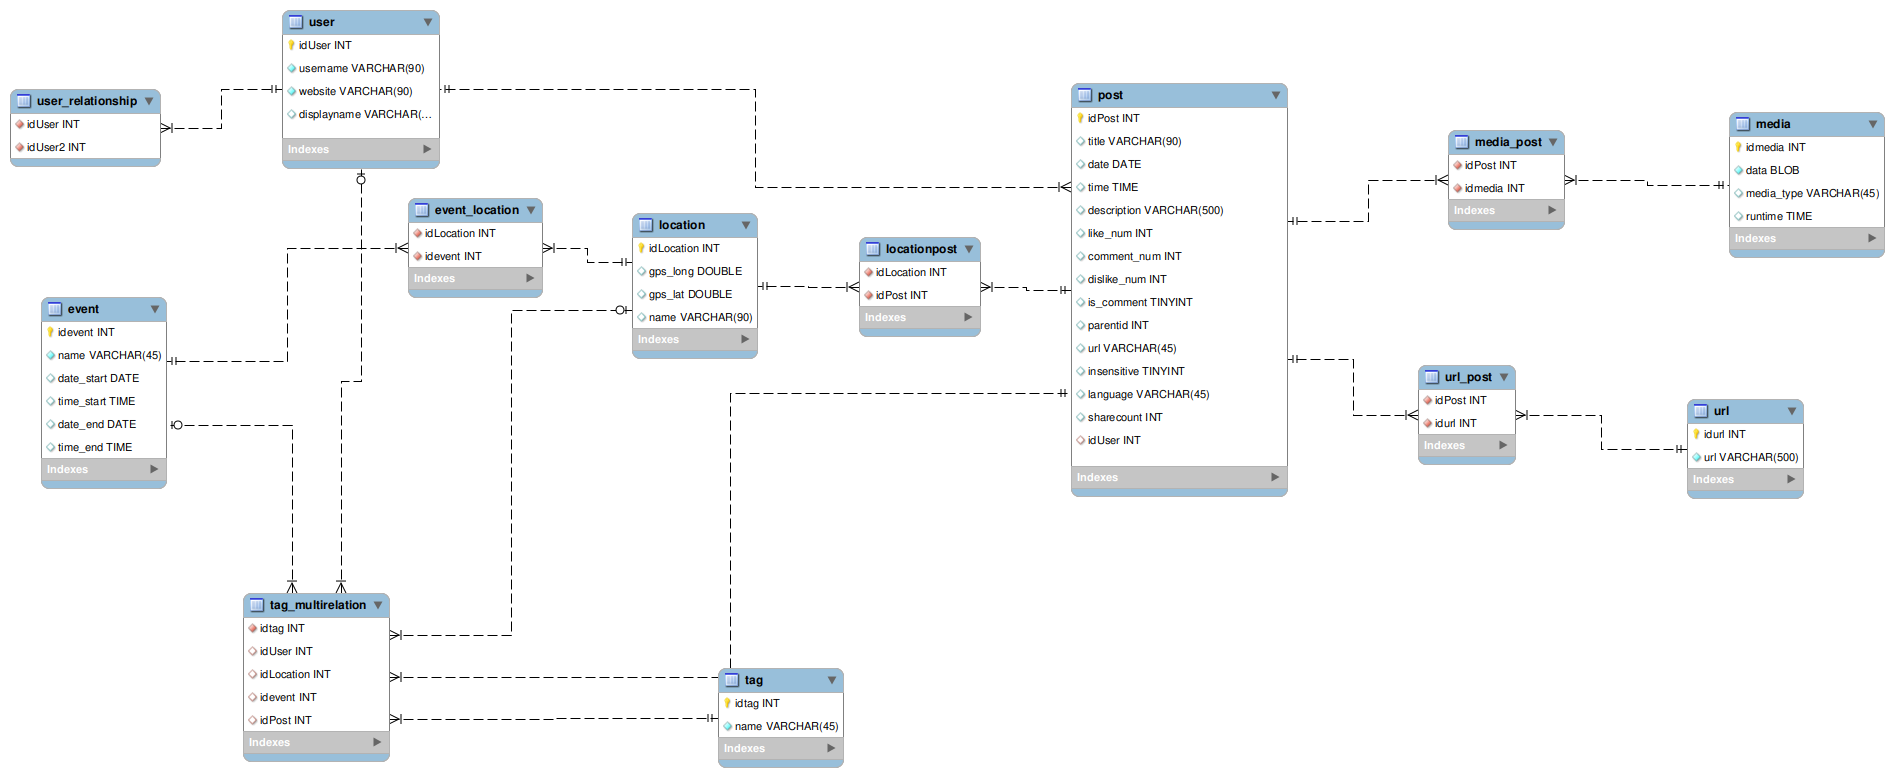 user
idUser INT
username VARCHAR(90)
website VARCHAR(90)
displayname VARCHAR(...
Indexes
user_relationship
idUser INT
idUser2 INT
event_location
idLocation INT
idevent INT
Indexes
location
idLocation INT
gps_long DOUBLE
gps_lat DOUBLE
name VARCHAR(90)
Indexes
locationpost
idLocation INT
idPost INT
Indexes
post
idPost INT
title VARCHAR(90)
date DATE
time TIME
description VARCHAR(500)
like_num INT
comment_num INT
dislike_num INT
is_comment TINYINT
parentid INT
url VARCHAR(45)
insensitive TINYINT
language VARCHAR(45)
sharecount INT
idUser INT
Indexes
media_post
idPost INT
idmedia INT
Indexes
media
idmedia INT
data BLOB
media_type VARCHAR(45)
runtime TIME
Indexes
event
idevent INT
name VARCHAR(45)
date_start DATE
time_start TIME
date_end DATE
time_end TIME
Indexes
url_post
idPost INT
idurl INT
Indexes
url
idurl INT
url VARCHAR(500)
Indexes
tag_multirelation
idtag INT
idUser INT
idLocation INT
idevent INT
idPost INT
Indexes
tag
idtag INT
name VARCHAR(45)
Indexes